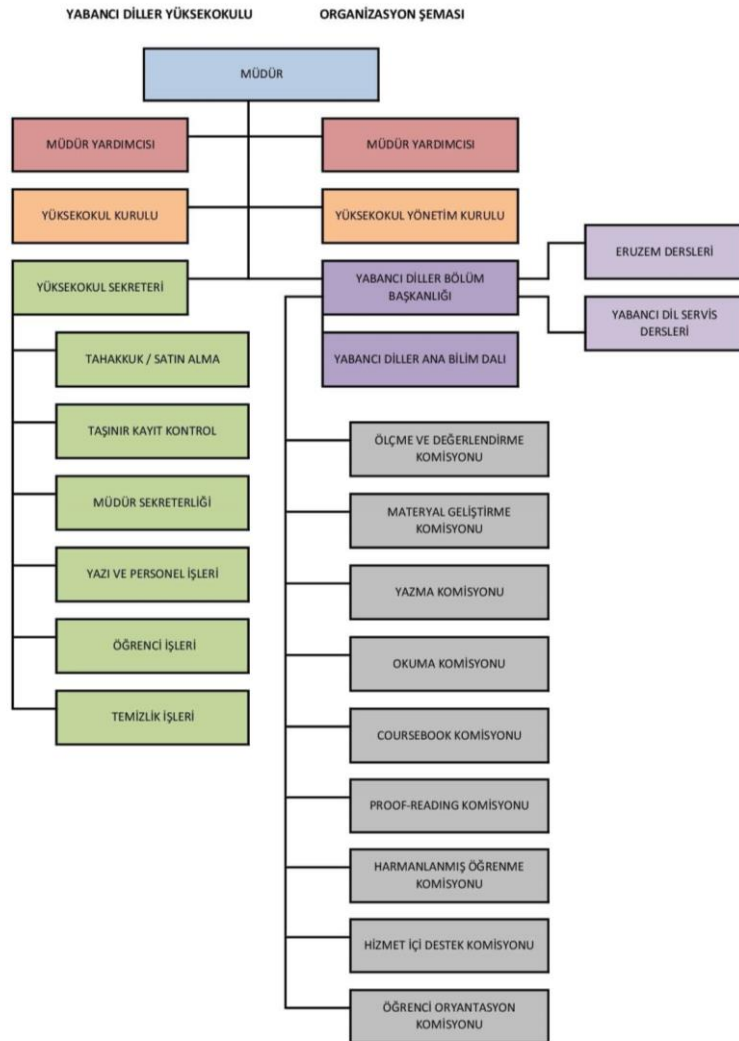 YABANCI DİLLER YÜKSEKOKULU ORGANİZASYON ŞEMASI
MÜDÜR
MÜDÜR YARDIMCISI
MÜDÜR YARDIMCISI
YÜKSEKOKUL KURULU
YÜKSEKOKUL YÖNETİM KURULU
YÜKSEKOKUL SEKRETERİ
YABANCI DİLLER BÖLÜM
BAŞKANLIĞI
ERUZEM DERSLERİ
YABANCI DİL SERVİS
DERSLERİ
TAHAKKUK / SATIN ALMA
TAŞINIR KAYIT KONTROL
MÜDÜR SEKRETERLİĞİ
YAZI VE PERSONEL İŞLERİ
ÖĞRENCİ İŞLERİ
TEMİZLİK İŞLERİ
YABANCI DİLLER ANA BİLİM DALI
ÖLÇME VE DEĞERLENDİRME
KOMİSYONU
MATERYAL GELİŞTİRME
KOMİSYONU
YAZMA KOMİSYONU
OKUMA KOMİSYONU
COURSEBOOK KOMİSYONU
PROOF-READING KOMİSYONU
HARMANLANMIŞ ÖĞRENME
KOMİSYONU
HİZMET İÇİ DESTEK KOMİSYONU
ÖĞRENCİ ORYANTASYON
KOMİSYONU